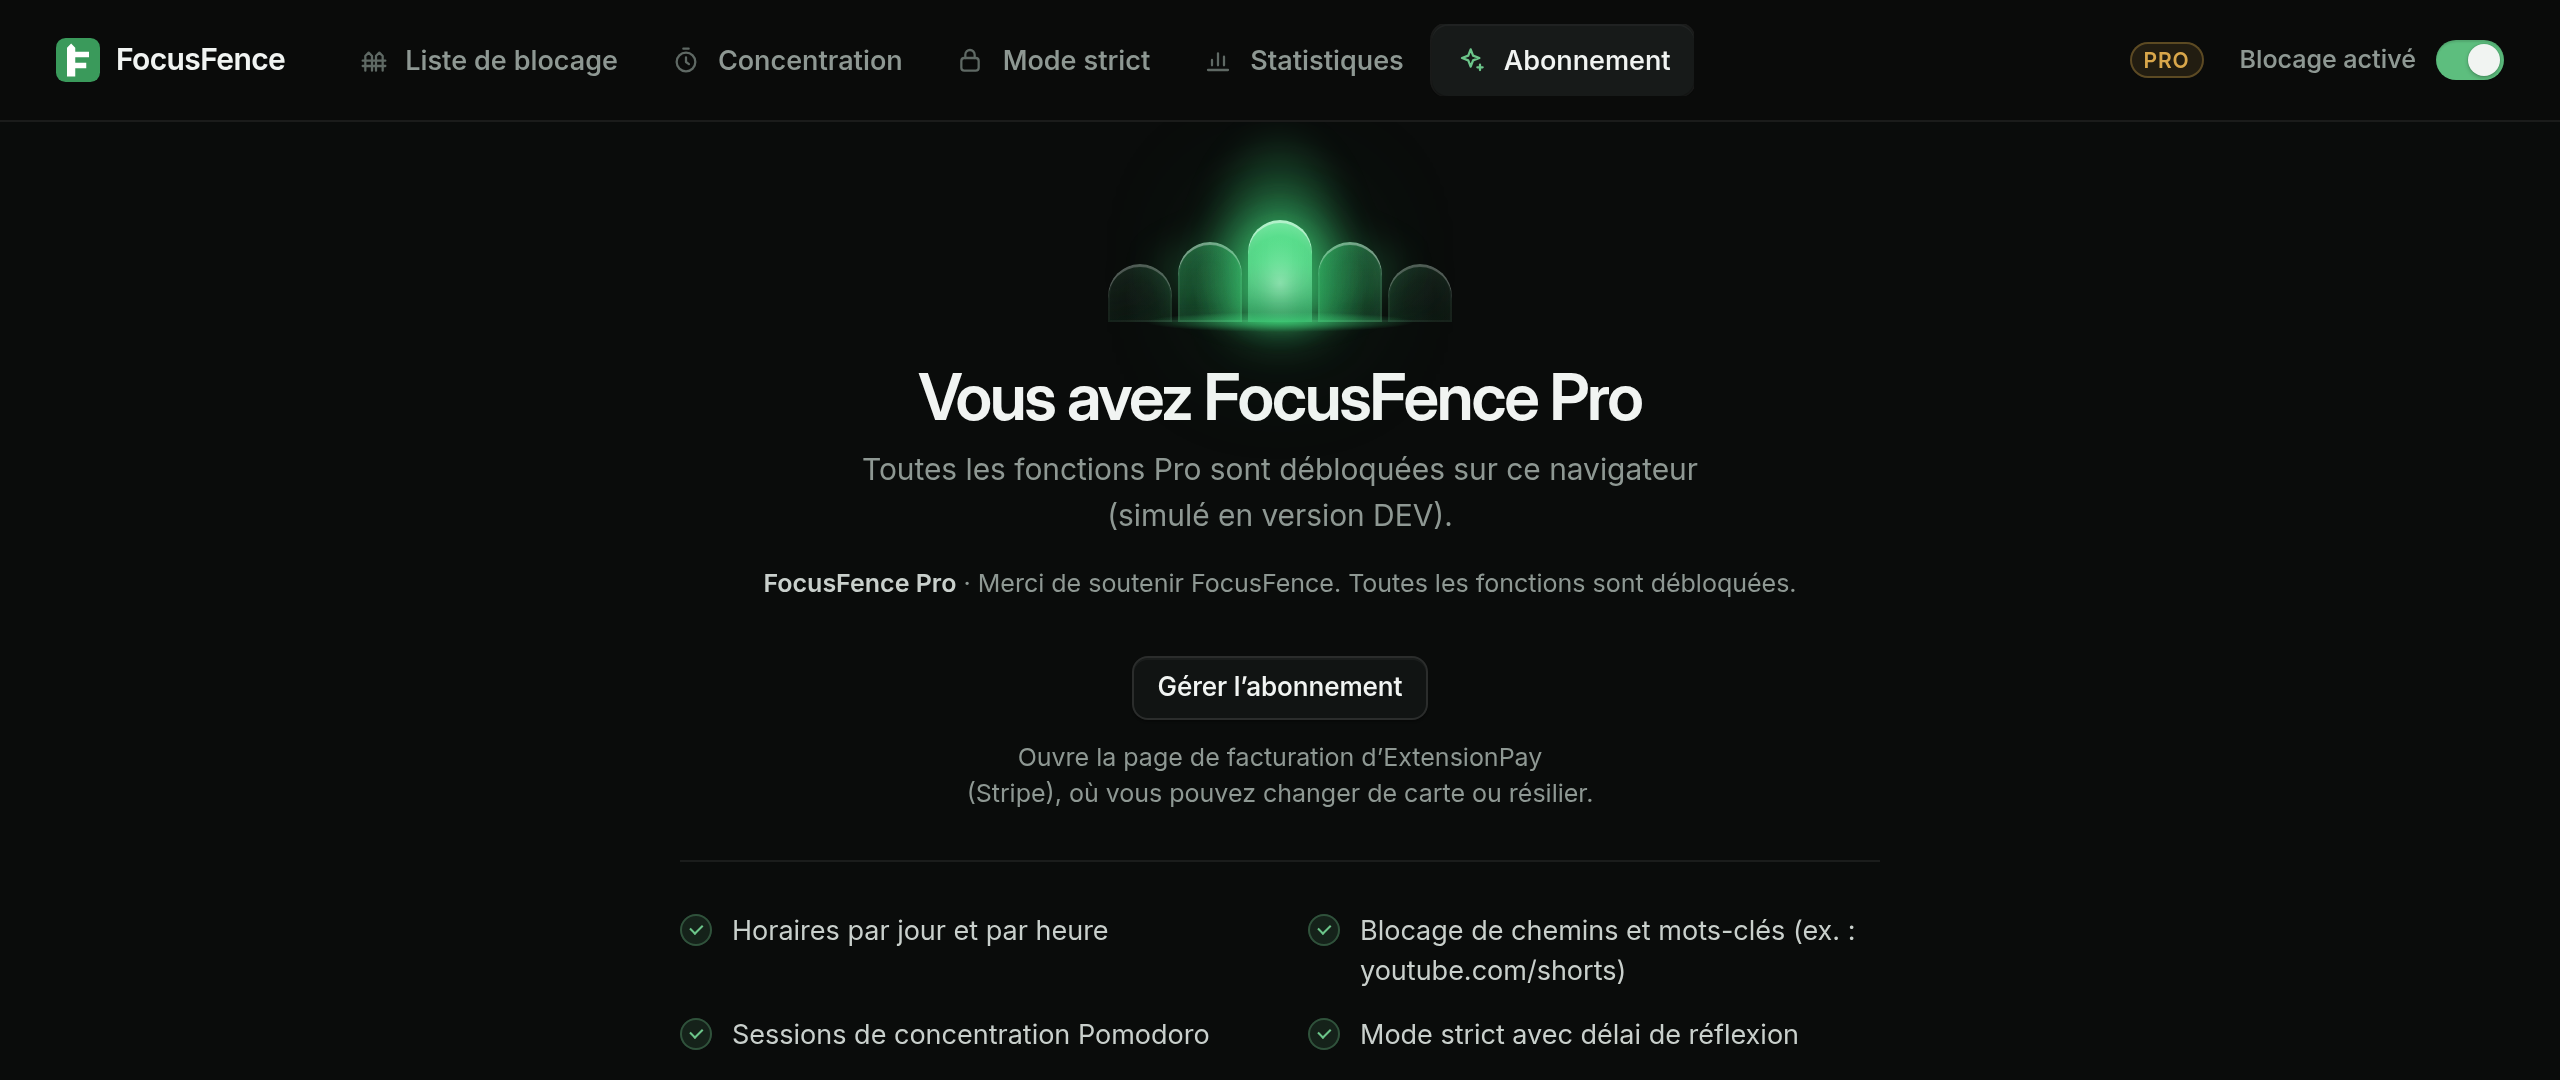 FocusFence
Liste de blocage
Concentration
Mode strict
Statistiques
Abonnement
PRO
Blocage activé
Vous avez FocusFence Pro
Toutes les fonctions Pro sont débloquées sur ce navigateur
(simulé en version DEV).
FocusFence Pro · Merci de soutenir FocusFence. Toutes les fonctions sont débloquées.
Gérer l’abonnement
Ouvre la page de facturation d’ExtensionPay
(Stripe), où vous pouvez changer de carte ou résilier.
Horaires par jour et par heure
Blocage de chemins et mots-clés (ex. :
youtube.com/shorts)
Sessions de concentration Pomodoro
Mode strict avec délai de réflexion